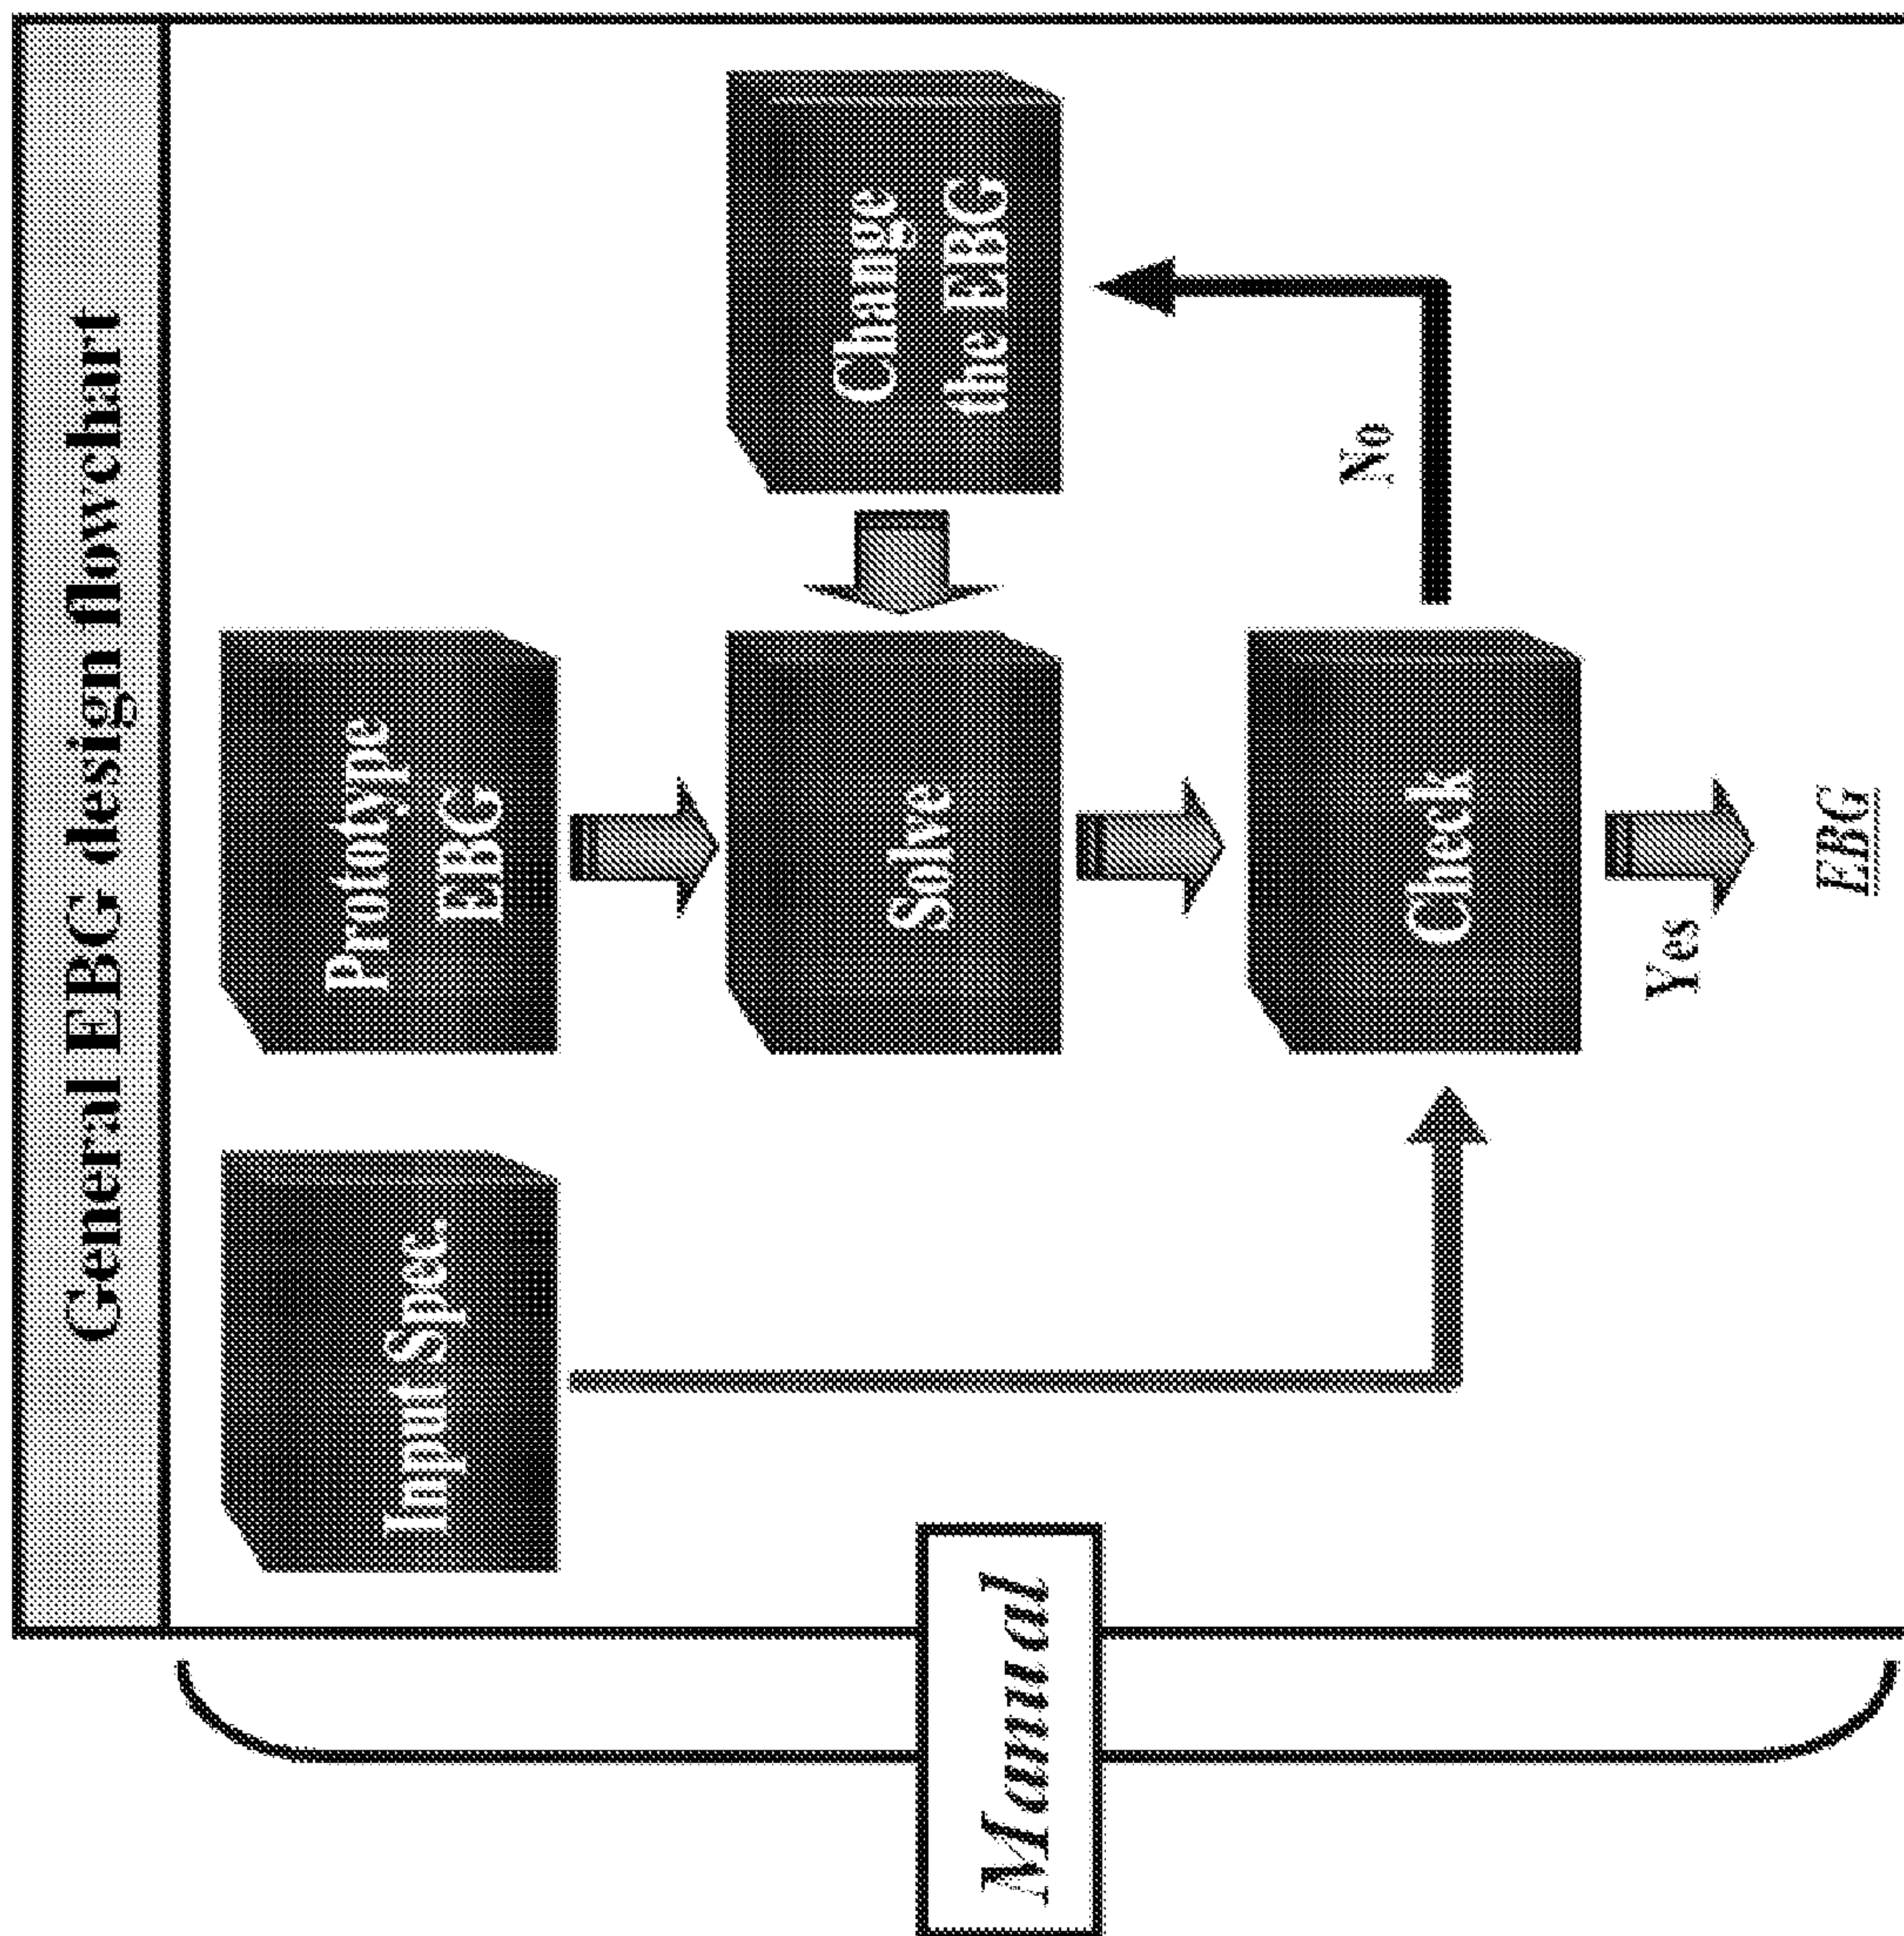 General EBG design flowchart
Manual
Input Spec.
Prototype
EBG
Solve
Change
the EBG
Check
No
Yes
EBG